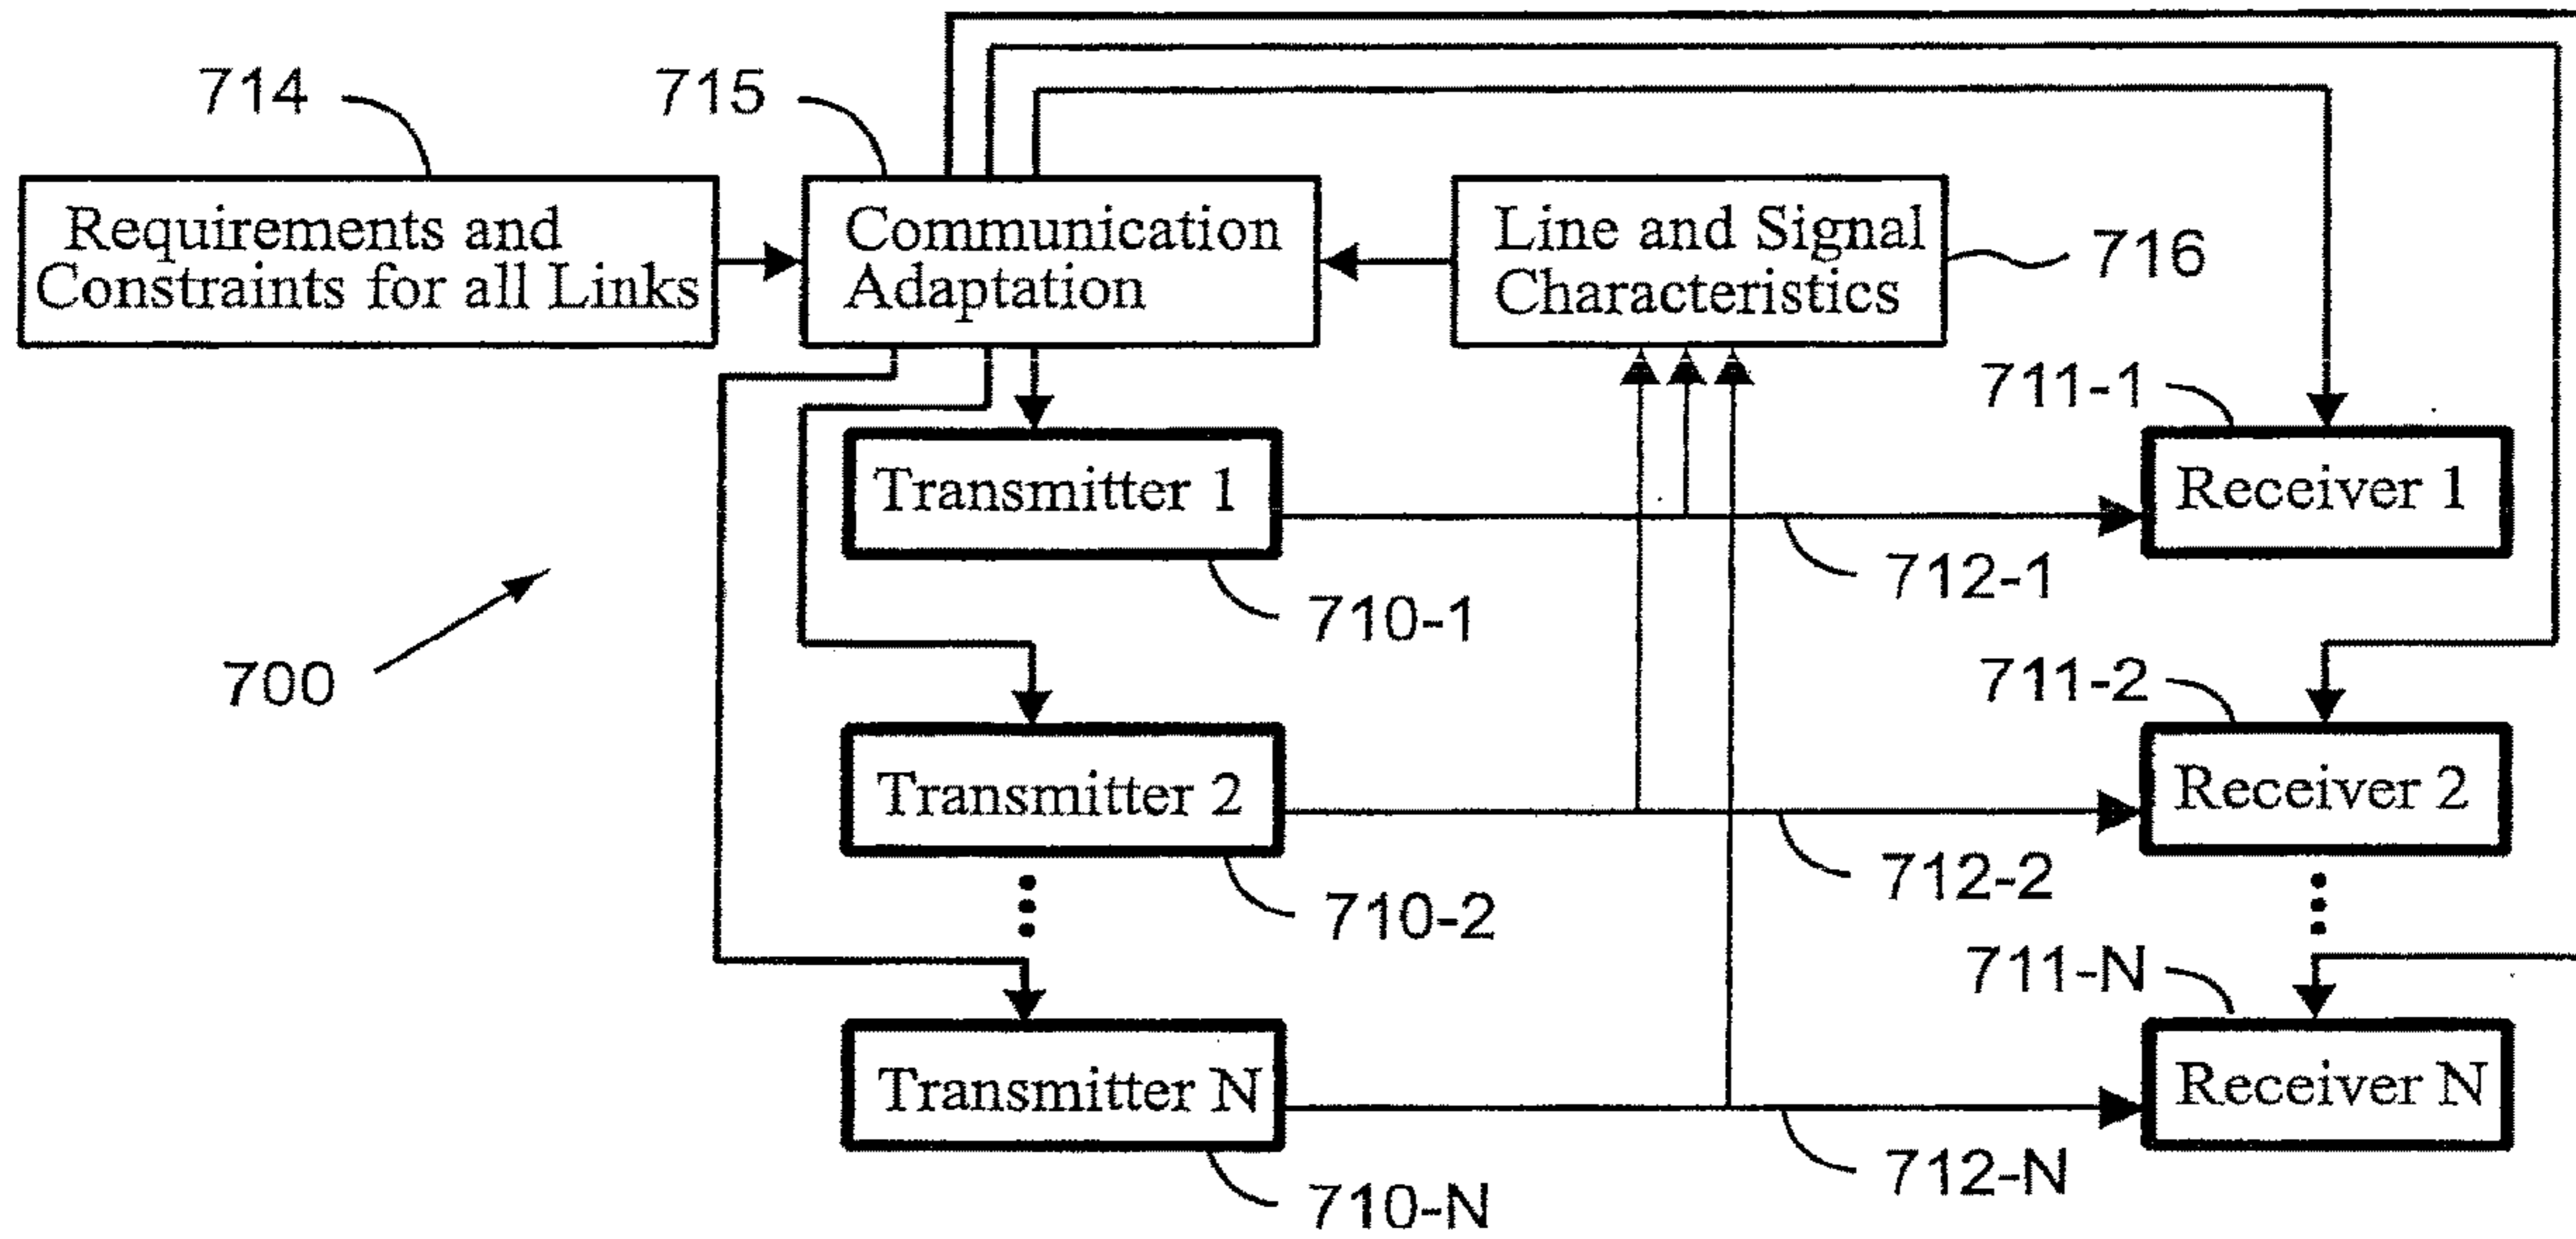 714
715
Requirements and
Constraints for all Links
Communication
Adaptation
Line and Signal
Characteristics
716
711-1
Transmitter 1
Receiver 1
712-1
710-1
700
711-2
Transmitter 2
Receiver 2
712-2
710-2
711-N
Transmitter N
Receiver N
712-N
710-N